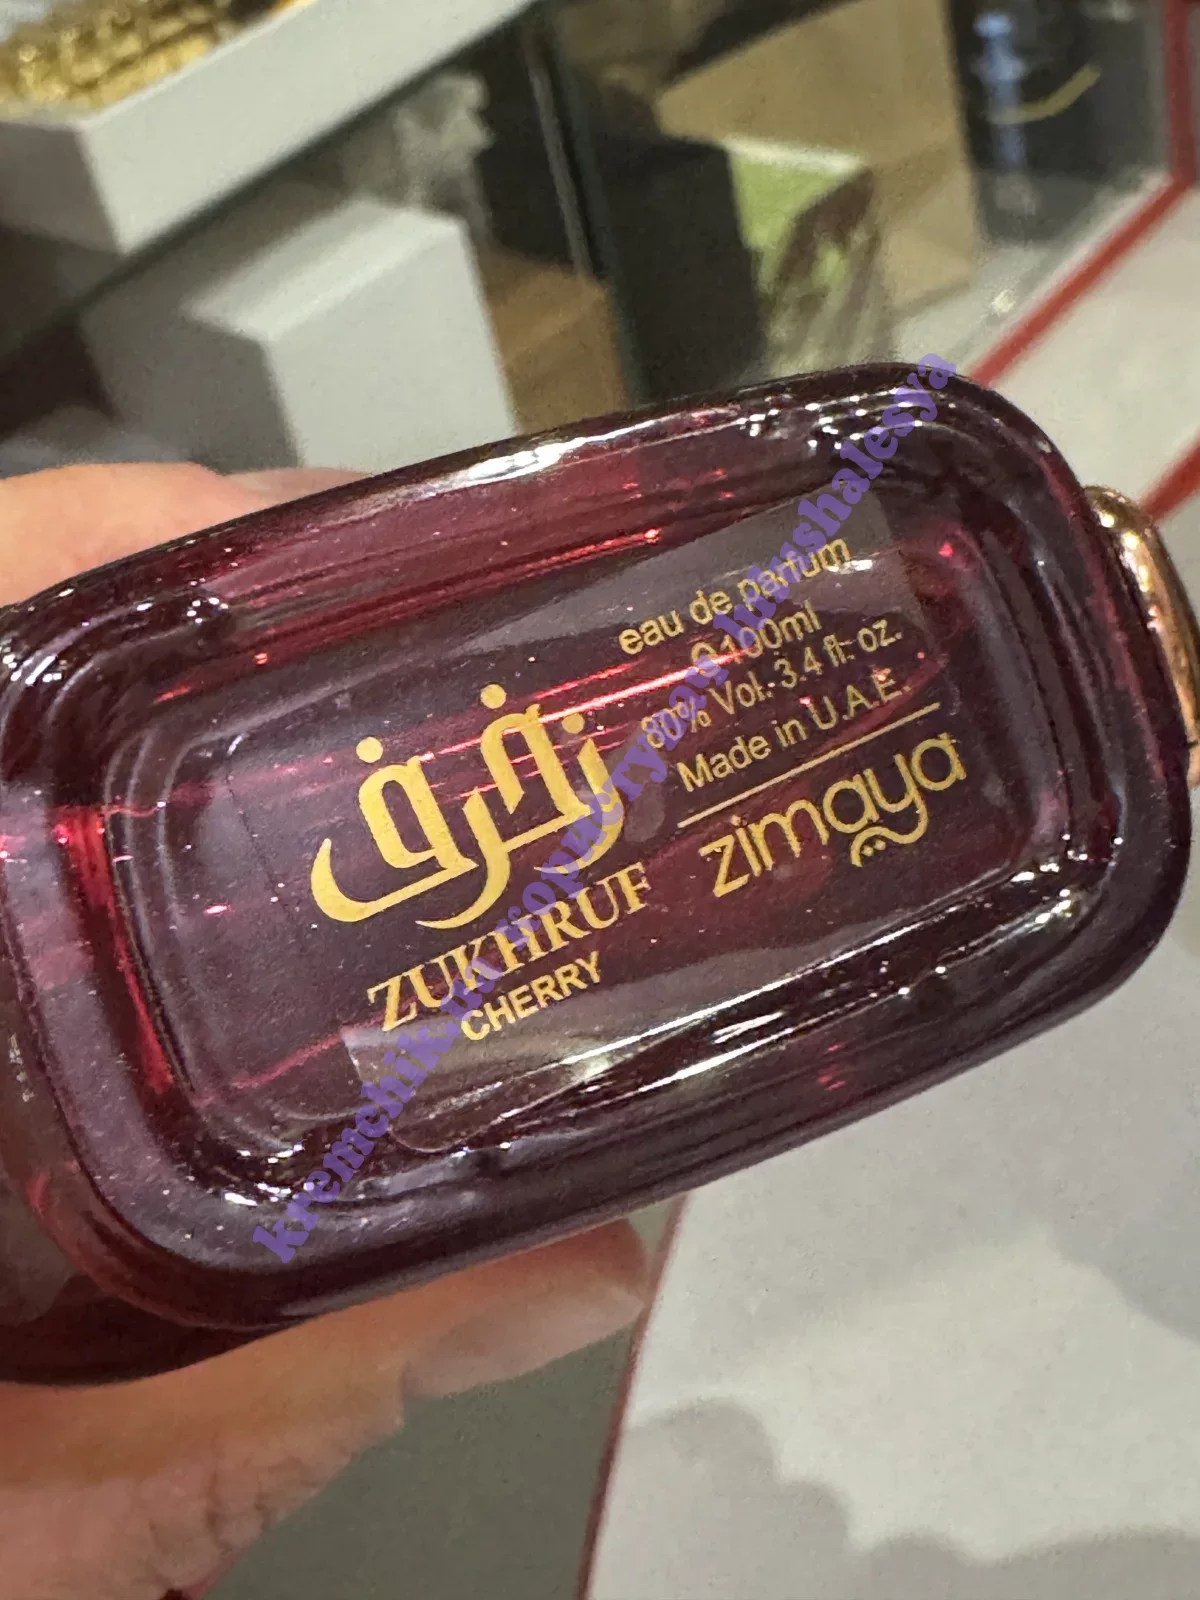 eau de parfum
℮100ml
80% Vol. 3.4 fl. oz.
Made in U.A.E.
zimaya
زخرف
ZUKHRUF
CHERRY